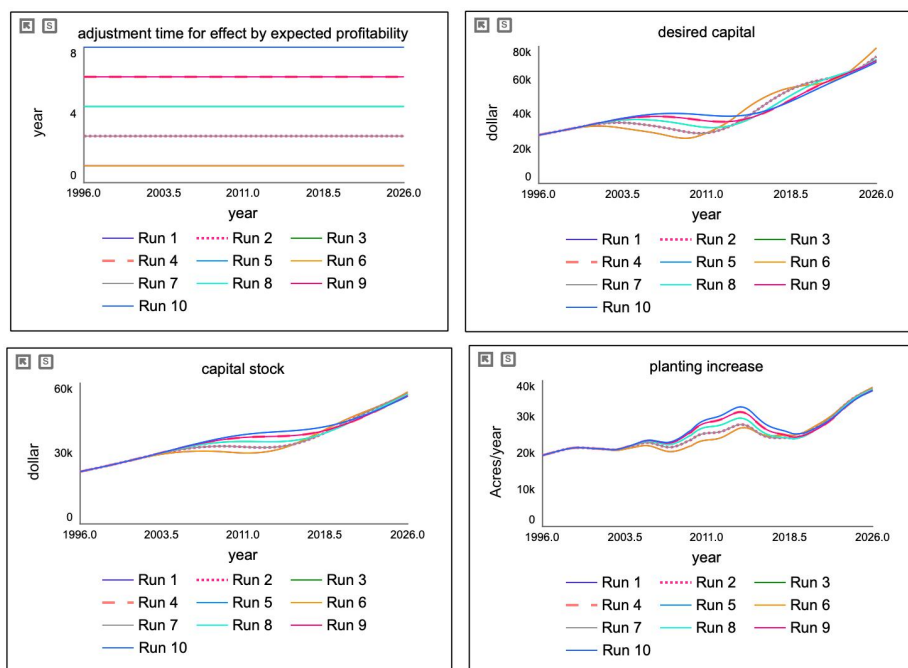 S
adjustment time for effect by expected profitability
8
4
0
year
1996.0 2003.5 2011.0 2018.5 2026.0
year
Run 1 Run 2 Run 3
Run 4 Run 5 Run 6
Run 7 Run 8 Run 9
Run 10
S
desired capital
80k
60k
40k
20k
0
dollar
1996.0 2003.5 2011.0 2018.5 2026.0
year
Run 1 Run 2 Run 3
Run 4 Run 5 Run 6
Run 7 Run 8 Run 9
Run 10
S
capital stock
60k
30k
0
dollar
1996.0 2003.5 2011.0 2018.5 2026.0
year
Run 1 Run 2 Run 3
Run 4 Run 5 Run 6
Run 7 Run 8 Run 9
Run 10
S
planting increase
40k
30k
20k
10k
0
Acres/year
1996.0 2003.5 2011.0 2018.5 2026.0
year
Run 1 Run 2 Run 3
Run 4 Run 5 Run 6
Run 7 Run 8 Run 9
Run 10